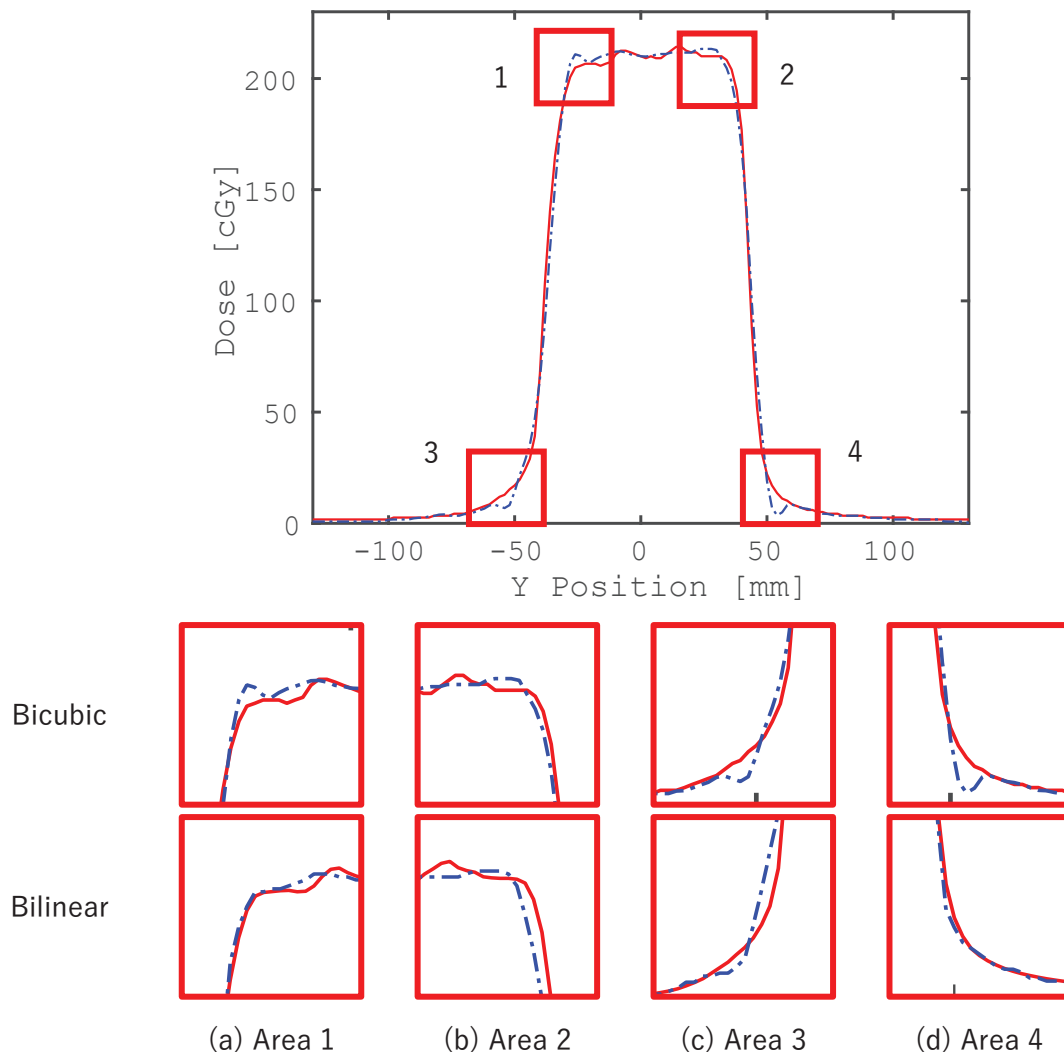 1
2
200
150
100
50
0
Dose [cGy]
3
4
-100
-50
0
50
100
Y Position [mm]
Bicubic
Bilinear
(a) Area 1
(b) Area 2
(c) Area 3
(d) Area 4